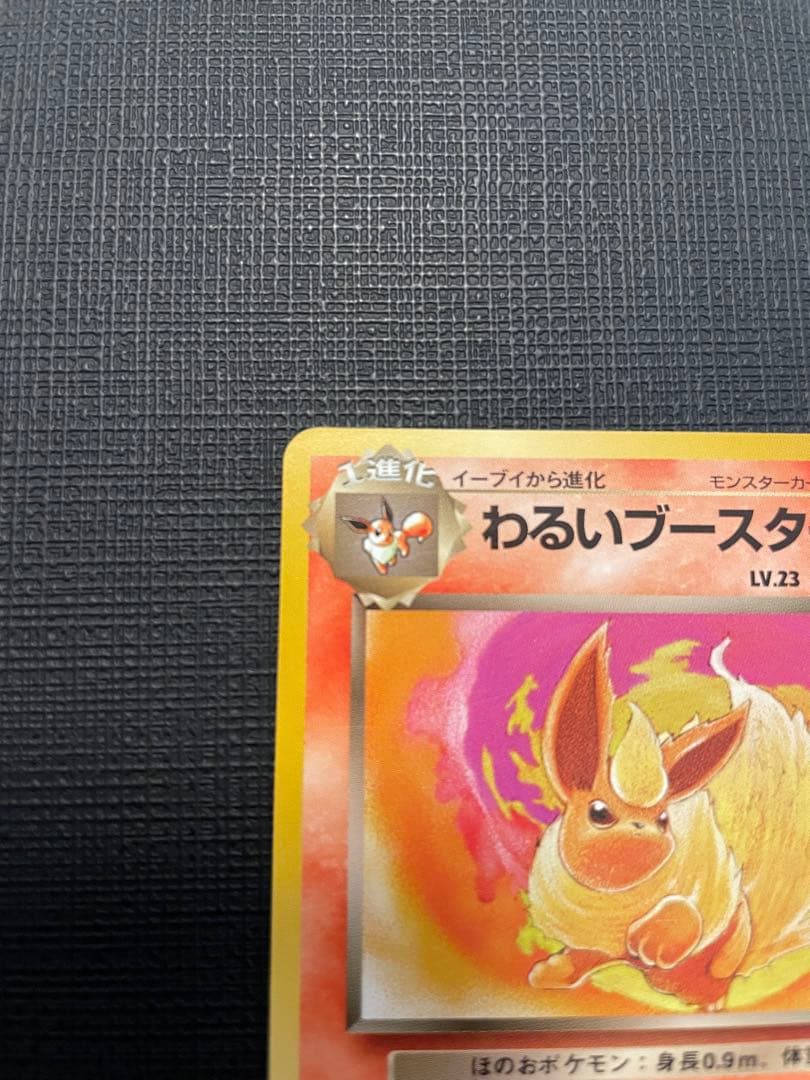 1進化
イーブイから進化
モンスターカー
わるいブースタ
LV.23
ほのおポケモン：身長0.9m。体